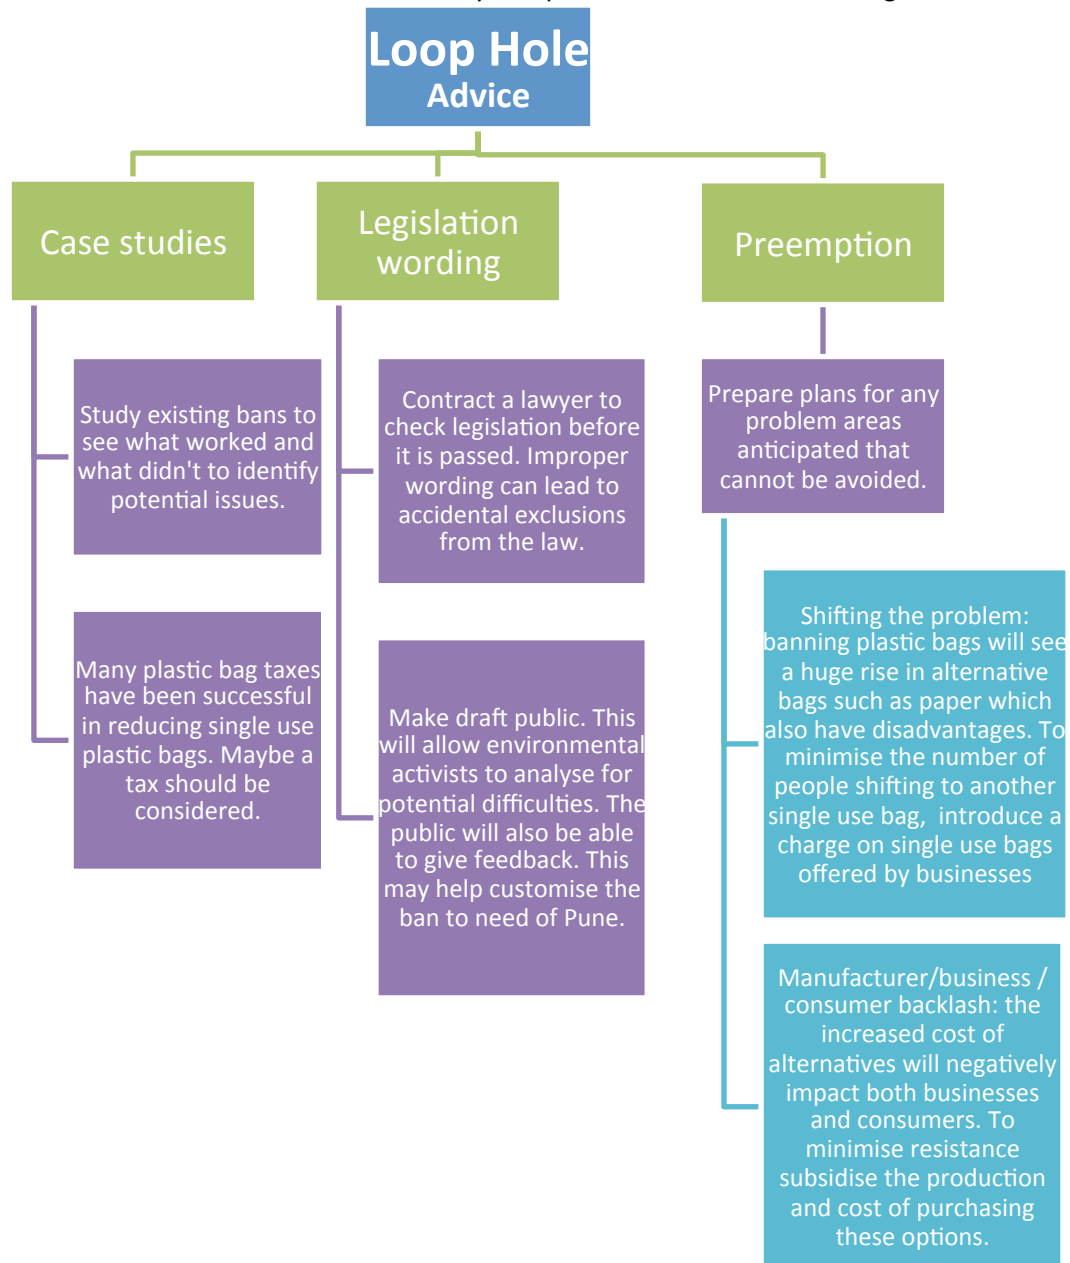 Loop Hole
Advice
Case studies
Study existing bans to
see what worked and
what didn't to identify
potential issues.
Many plastic bag taxes
have been successful
in reducing single use
plastic bags. Maybe a
tax should be
considered.
Legislation
wording
Contract a lawyer to
check legislation before
it is passed. Improper
wording can lead to
accidental exclusions
from the law.
Make draft public. This
will allow environmental
activists to analyse for
potential difficulties. The
public will also be able
to give feedback. This
may help customise the
ban to need of Pune.
Preemption
Prepare plans for any
problem areas
anticipated that
cannot be avoided.
Shifting the problem:
banning plastic bags will see
a huge rise in alternative
bags such as paper which
also have disadvantages. To
minimise the number of
people shifting to another
single use bag,  introduce a
charge on single use bags
offered by businesses
Manufacturer/business /
consumer backlash: the
increased cost of
alternatives will negatively
impact both businesses
and consumers. To
minimise resistance
subsidise the production
and cost of purchasing
these options.